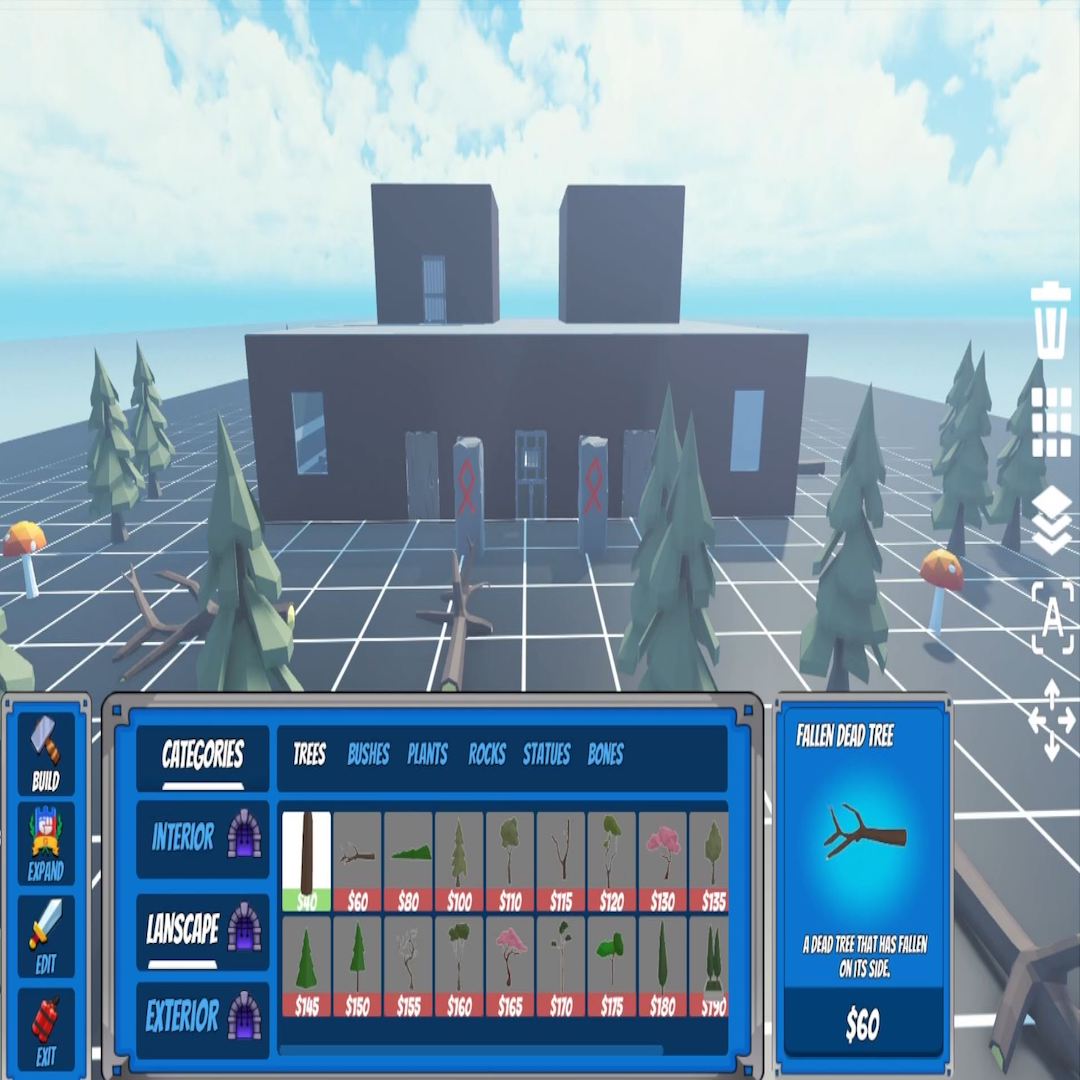 A
BUILD
EXPAND
EDIT
EXIT
CATEGORIES
INTERIOR
LANSCAPE
EXTERIOR
TREES BUSHES PLANTS ROCKS STATUES BONES
$40 $60 $80 $100 $110 $115 $120 $130 $135
$145 $150 $155 $160 $165 $170 $175 $180 $190
FALLEN DEAD TREE
A DEAD TREE THAT HAS FALLEN
ON ITS SIDE.
$60